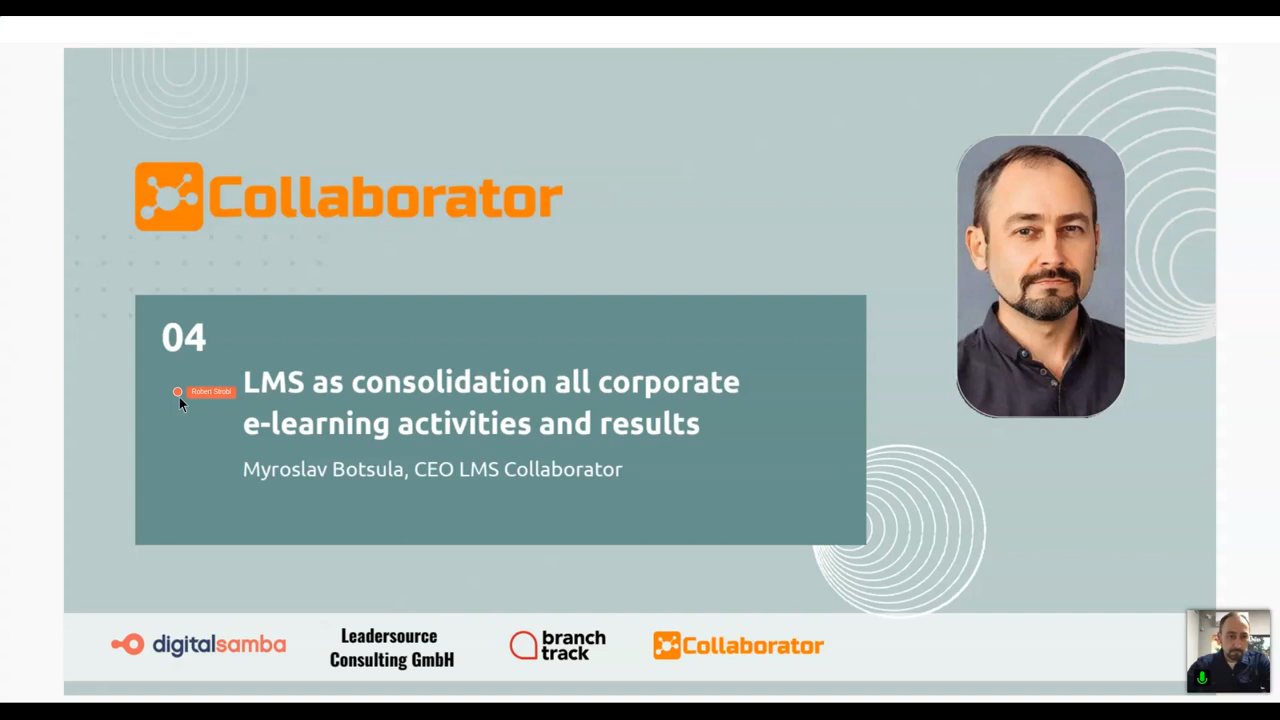 Collaborator
04
Robert Strobl
LMS as consolidation all corporate
e-learning activities and results
Myroslav Botsula, CEO LMS Collaborator
digitalsamba
Leadersource
Consulting GmbH
branch
track
Collaborator